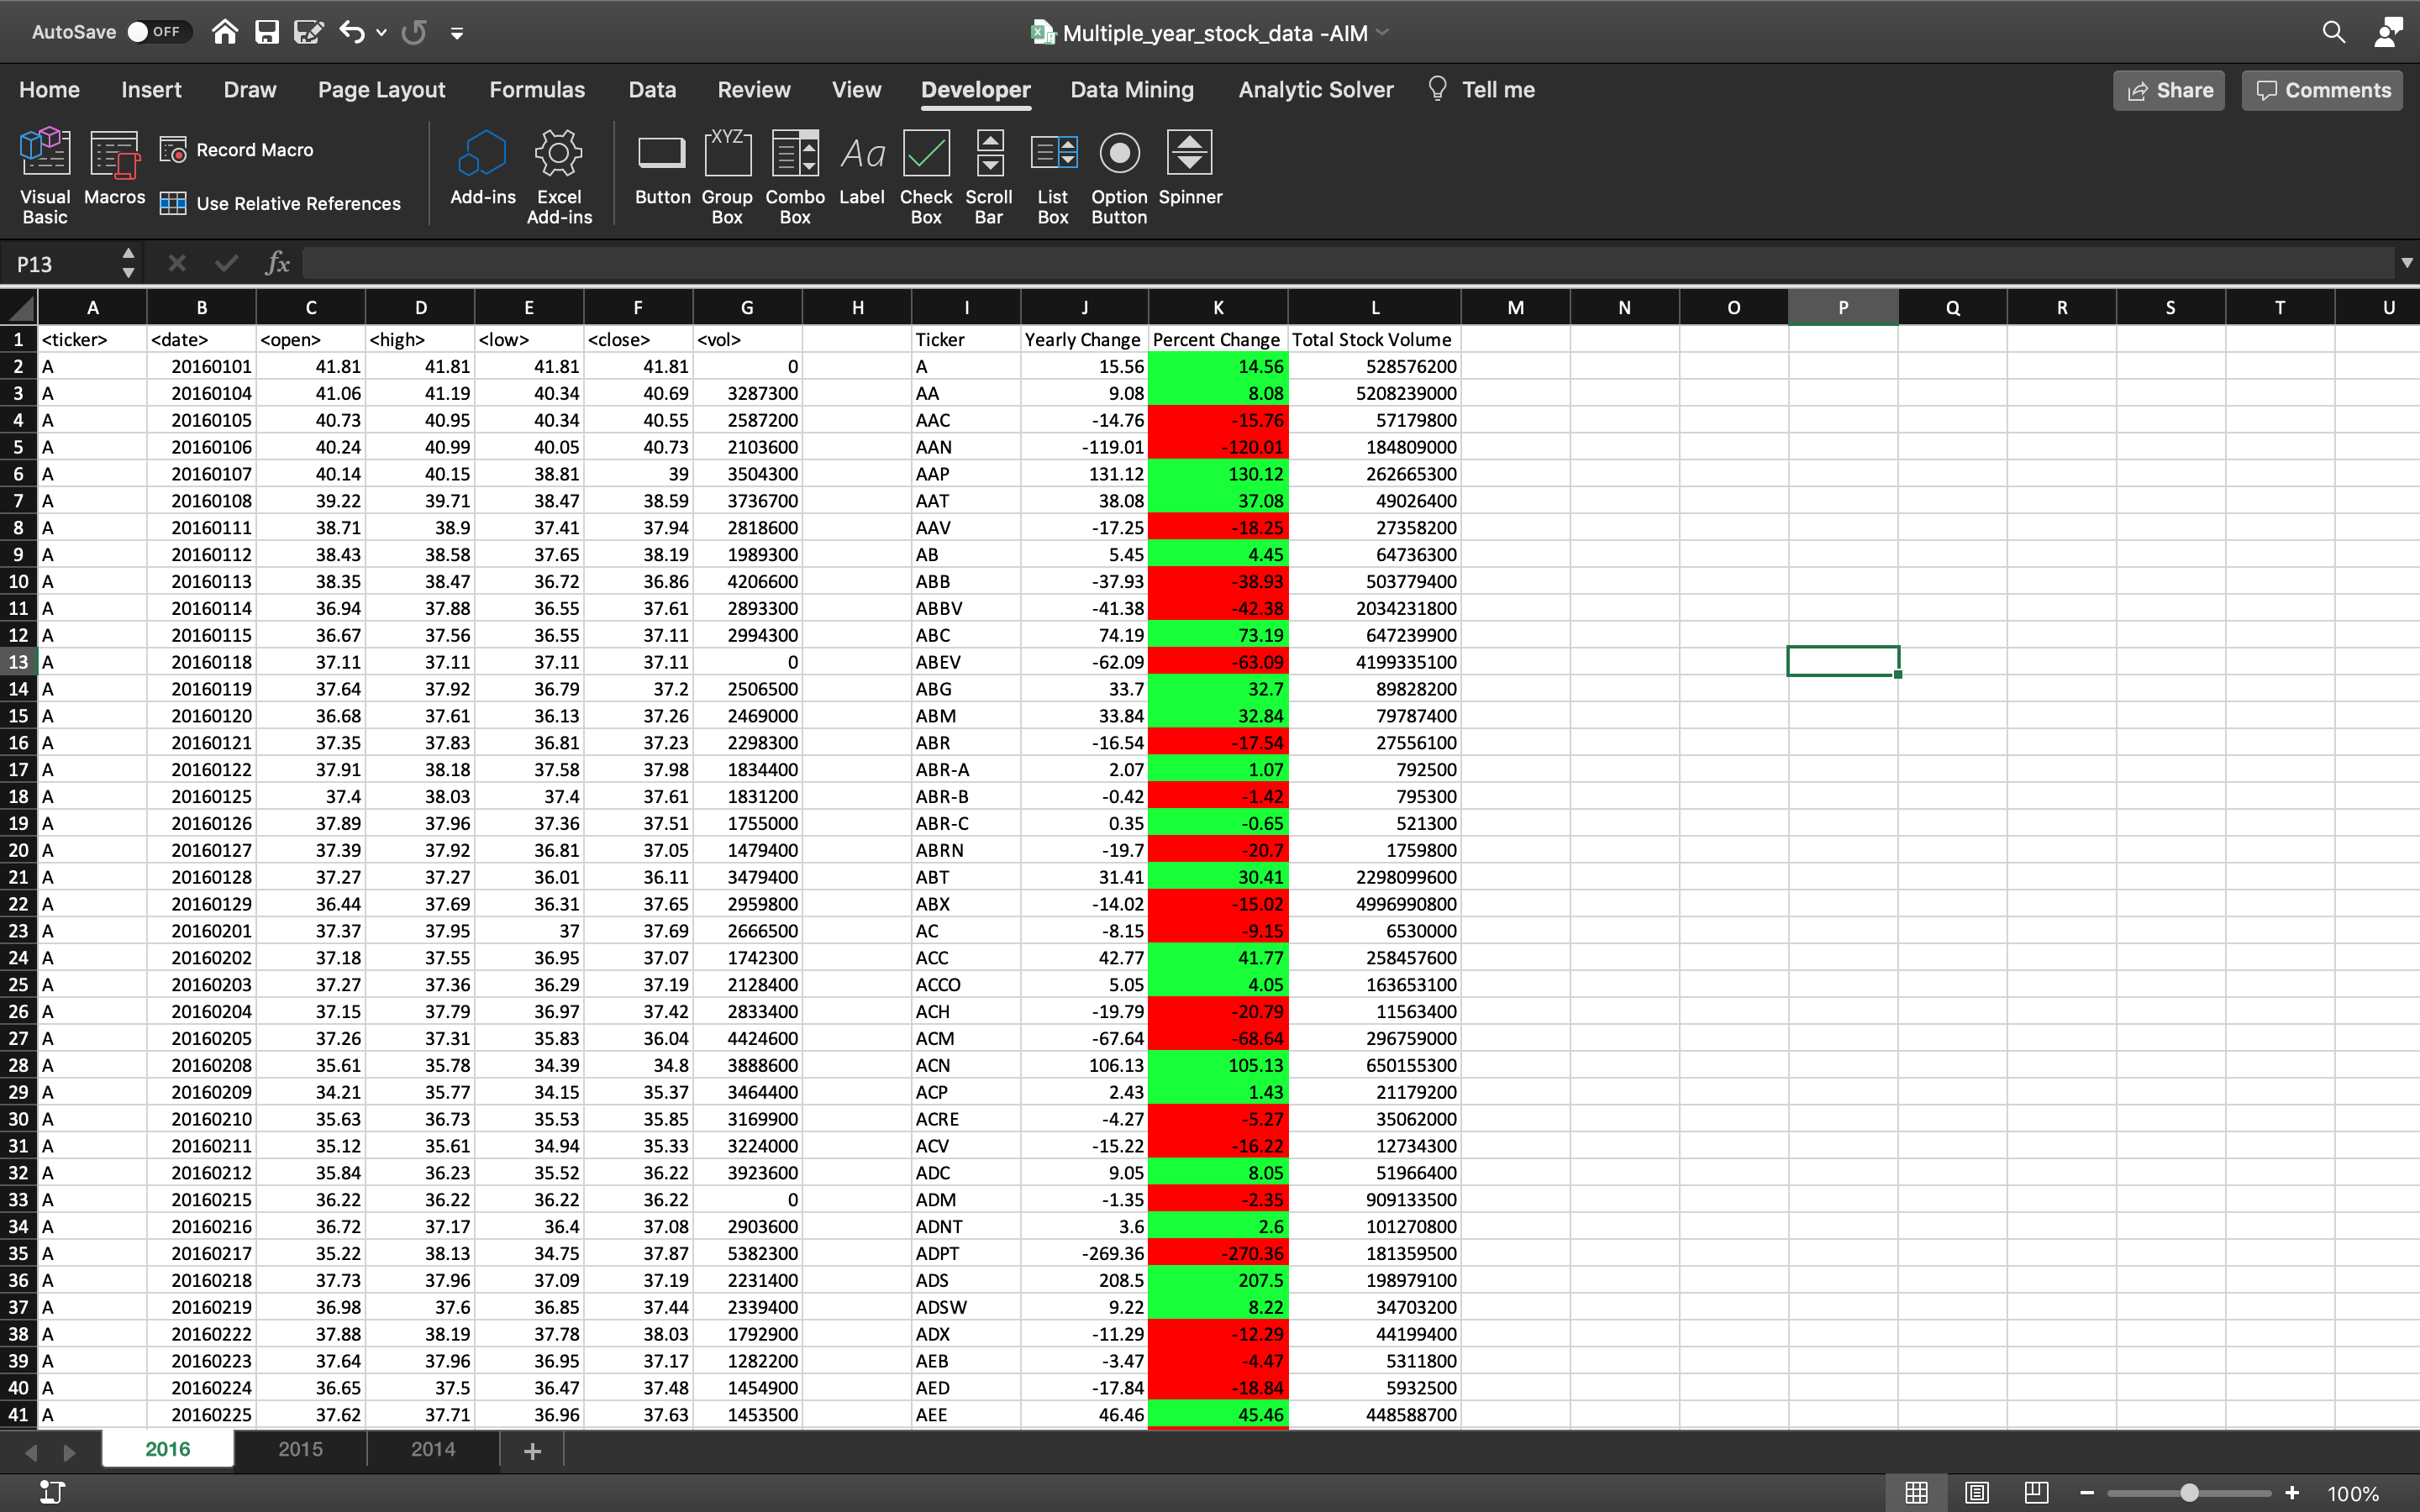 AutoSave OFF Multiple_year_stock_data -AIM
Home Insert Draw Page Layout Formulas Data Review View Developer Data Mining Analytic Solver Tell me Share Comments
Visual Basic Macros Record Macro Use Relative References Add-ins Excel Add-ins Button Group Box Combo Box Label Check Box Scroll Bar List Box Option Button Spinner
XYZ Aa
P13 fx
A B C D E F G H I J K L M N O P Q R S T U
1 <ticker> <date> <open> <high> <low> <close> <vol> Ticker Yearly Change Percent Change Total Stock Volume
2 A 20160101 41.81 41.81 41.81 41.81 0 A 15.56 14.56 528576200
3 A 20160104 41.06 41.19 40.34 40.69 3287300 AA 9.08 8.08 5208239000
4 A 20160105 40.73 40.95 40.34 40.55 2587200 AAC -14.76 -15.76 57179800
5 A 20160106 40.24 40.99 40.05 40.73 2103600 AAN -119.01 -120.01 184809000
6 A 20160107 40.14 40.15 38.81 39 3504300 AAP 131.12 130.12 262665300
7 A 20160108 39.22 39.71 38.47 38.59 3736700 AAT 38.08 37.08 49026400
8 A 20160111 38.71 38.9 37.41 37.94 2818600 AAV -17.25 -18.25 27358200
9 A 20160112 38.43 38.58 37.65 38.19 1989300 AB 5.45 4.45 64736300
10 A 20160113 38.35 38.47 36.72 36.86 4206600 ABB -37.93 -38.93 503779400
11 A 20160114 36.94 37.88 36.55 37.61 2893300 ABBV -41.38 -42.38 2034231800
12 A 20160115 36.67 37.56 36.55 37.11 2994300 ABC 74.19 73.19 647239900
13 A 20160118 37.11 37.11 37.11 37.11 0 ABEV -62.09 -63.09 4199335100
14 A 20160119 37.64 37.92 36.79 37.2 2506500 ABG 33.7 32.7 89828200
15 A 20160120 36.68 37.61 36.13 37.26 2469000 ABM 33.84 32.84 79787400
16 A 20160121 37.35 37.83 36.81 37.23 2298300 ABR -16.54 -17.54 27556100
17 A 20160122 37.91 38.18 37.58 37.98 1834400 ABR-A 2.07 1.07 792500
18 A 20160125 37.4 38.03 37.4 37.61 1831200 ABR-B -0.42 -1.42 795300
19 A 20160126 37.89 37.96 37.36 37.51 1755000 ABR-C 0.35 -0.65 521300
20 A 20160127 37.39 37.92 36.81 37.05 1479400 ABRN -19.7 -20.7 1759800
21 A 20160128 37.27 37.27 36.01 36.11 3479400 ABT 31.41 30.41 2298099600
22 A 20160129 36.44 37.69 36.31 37.65 2959800 ABX -14.02 -15.02 4996990800
23 A 20160201 37.37 37.95 37 37.69 2666500 AC -8.15 -9.15 6530000
24 A 20160202 37.18 37.55 36.95 37.07 1742300 ACC 42.77 41.77 258457600
25 A 20160203 37.27 37.36 36.29 37.19 2128400 ACCO 5.05 4.05 163653100
26 A 20160204 37.15 37.79 36.97 37.42 2833400 ACH -19.79 -20.79 11563400
27 A 20160205 37.26 37.31 35.83 36.04 4424600 ACM -67.64 -68.64 296759000
28 A 20160208 35.61 35.78 34.39 34.8 3888600 ACN 106.13 105.13 650155300
29 A 20160209 34.21 35.77 34.15 35.37 3464400 ACP 2.43 1.43 21179200
30 A 20160210 35.63 36.73 35.53 35.85 3169900 ACRE -4.27 -5.27 35062000
31 A 20160211 35.12 35.61 34.94 35.33 3224000 ACV -15.22 -16.22 12734300
32 A 20160212 35.84 36.23 35.52 36.22 3923600 ADC 9.05 8.05 51966400
33 A 20160215 36.22 36.22 36.22 36.22 0 ADM -1.35 -2.35 909133500
34 A 20160216 36.72 37.17 36.4 37.08 2903600 ADNT 3.6 2.6 101270800
35 A 20160217 35.22 38.13 34.75 37.87 5382300 ADPT -269.36 -270.36 181359500
36 A 20160218 37.73 37.96 37.09 37.19 2231400 ADS 208.5 207.5 198979100
37 A 20160219 36.98 37.6 36.85 37.44 2339400 ADSW 9.22 8.22 34703200
38 A 20160222 37.88 38.19 37.78 38.03 1792900 ADX -11.29 -12.29 44199400
39 A 20160223 37.64 37.96 36.95 37.17 1282200 AEB -3.47 -4.47 5311800
40 A 20160224 36.65 37.5 36.47 37.48 1454900 AED -17.84 -18.84 5932500
41 A 20160225 37.62 37.71 36.96 37.63 1453500 AEE 46.46 45.46 448588700
2016 2015 2014 +
100%